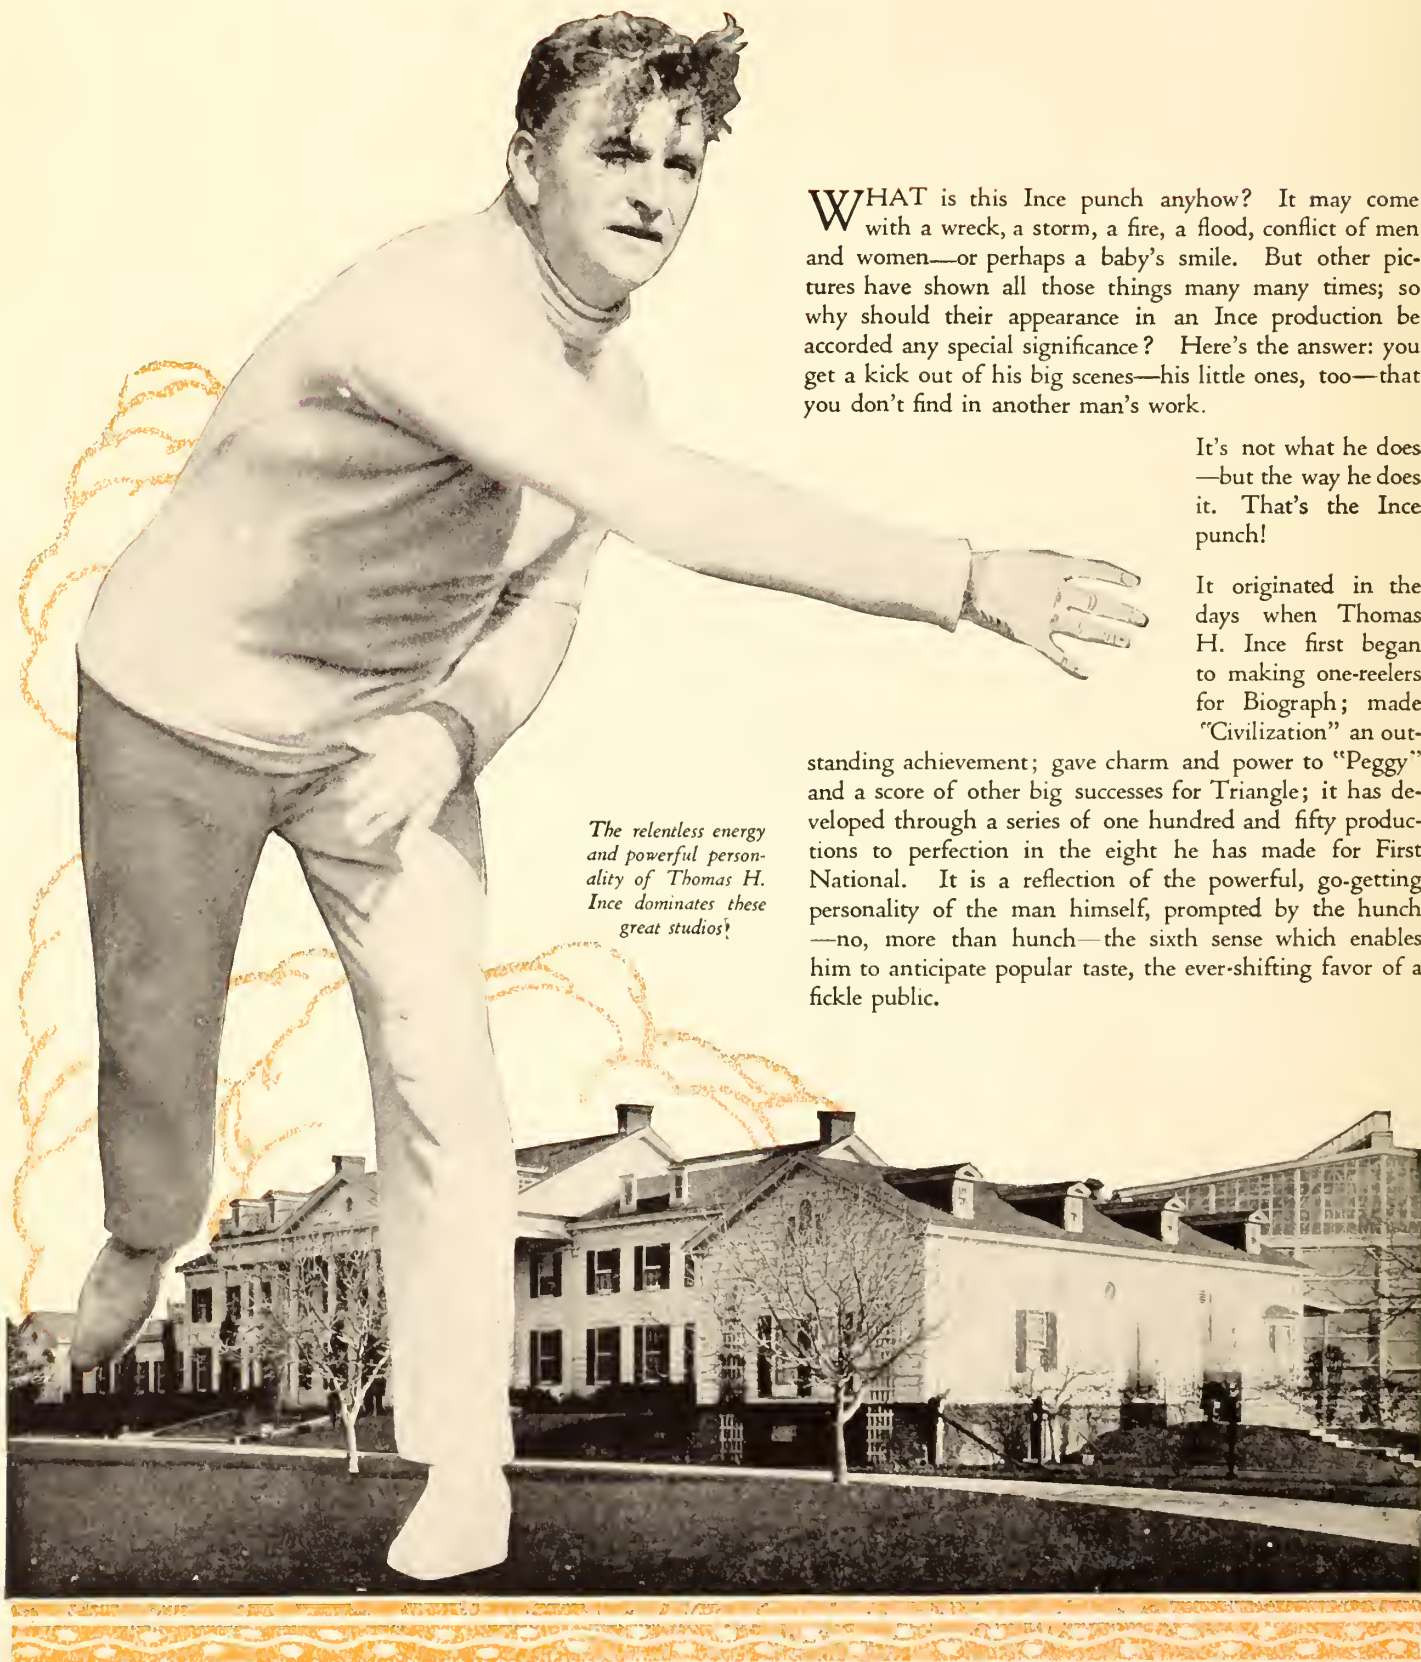 WHAT is this Ince punch anyhow? It may come
with a wreck, a storm, a fire, a flood, conflict of men
and women—or perhaps a baby's smile. But other pic-
tures have shown all those things many many times; so
why should their appearance in an Ince production be
accorded any special significance? Here's the answer: you
get a kick out of his big scenes—his little ones, too—that
you don't find in another man's work.
It's not what he does
—but the way he does
it. That's the Ince
punch!
It originated in the
days when Thomas
H. Ince first began
to making one-reelers
for Biograph; made
"Civilization" an out-
standing achievement; gave charm and power to "Peggy"
and a score of other big successes for Triangle; it has de-
veloped through a series of one hundred and fifty produc-
tions to perfection in the eight he has made for First
National. It is a reflection of the powerful, go-getting
personality of the man himself, prompted by the hunch
—no, more than hunch—the sixth sense which enables
him to anticipate popular taste, the ever-shifting favor of a
fickle public.
The relentless energy
and powerful person-
ality of Thomas H.
Ince dominates these
great studios!